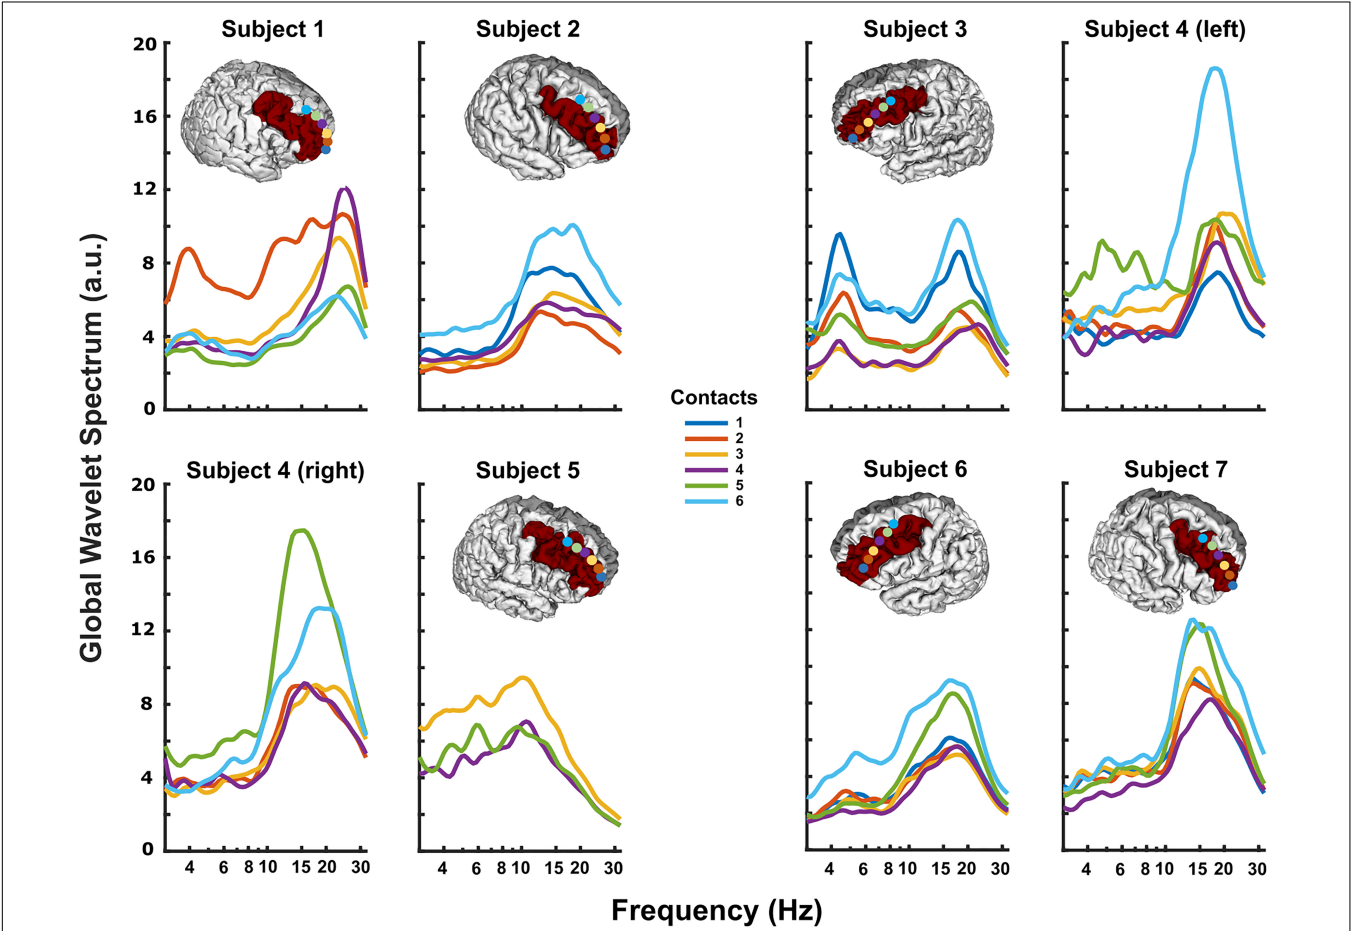 Subject 1
Subject 2
Subject 3
Subject 4 (left)
20
16
12
8
4
0
Global Wavelet Spectrum (a.u.)
Contacts
1
2
3
4
5
6
Subject 4 (right)
Subject 5
Subject 6
Subject 7
20
16
12
8
4
0
4 6 8 10 15 20 30
4 6 8 10 15 20 30
4 6 8 10 15 20 30
4 6 8 10 15 20 30
Frequency (Hz)